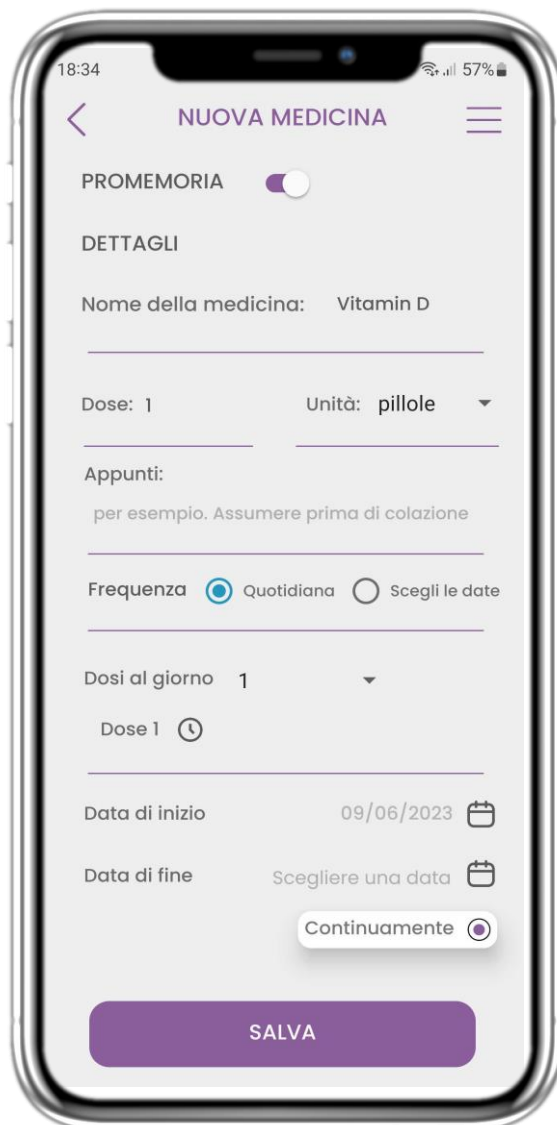 18:34 57%
NUOVA MEDICINA
PROMEMORIA
DETTAGLI
Nome della medicina: Vitamin D
Dose: 1 Unità: pillole
Appunti:
per esempio. Assumere prima di colazione
Frequenza Quotidiana Scegli le date
Dosi al giorno 1
Dose 1
Data di inizio 09/06/2023
Data di fine Scegliere una data
Continuamente
SALVA